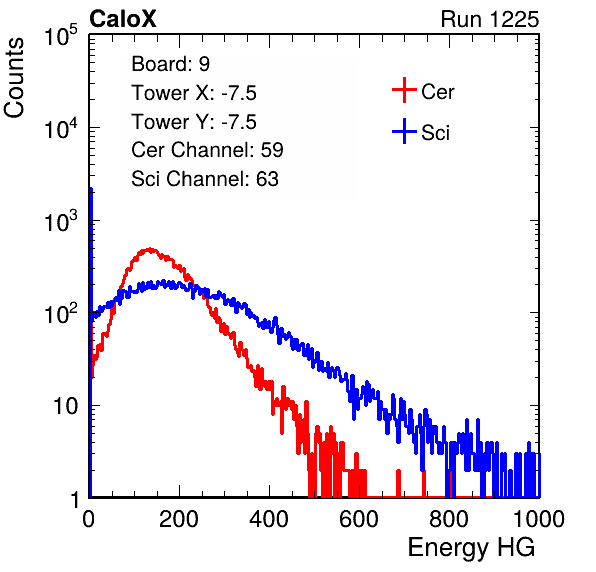 CaloX Run 1225
Counts
10^5
10^4
10^3
10^2
10
1
Board: 9
Tower X: -7.5
Tower Y: -7.5
Cer Channel: 59
Sci Channel: 63
Cer
Sci
0 200 400 600 800 1000
Energy HG